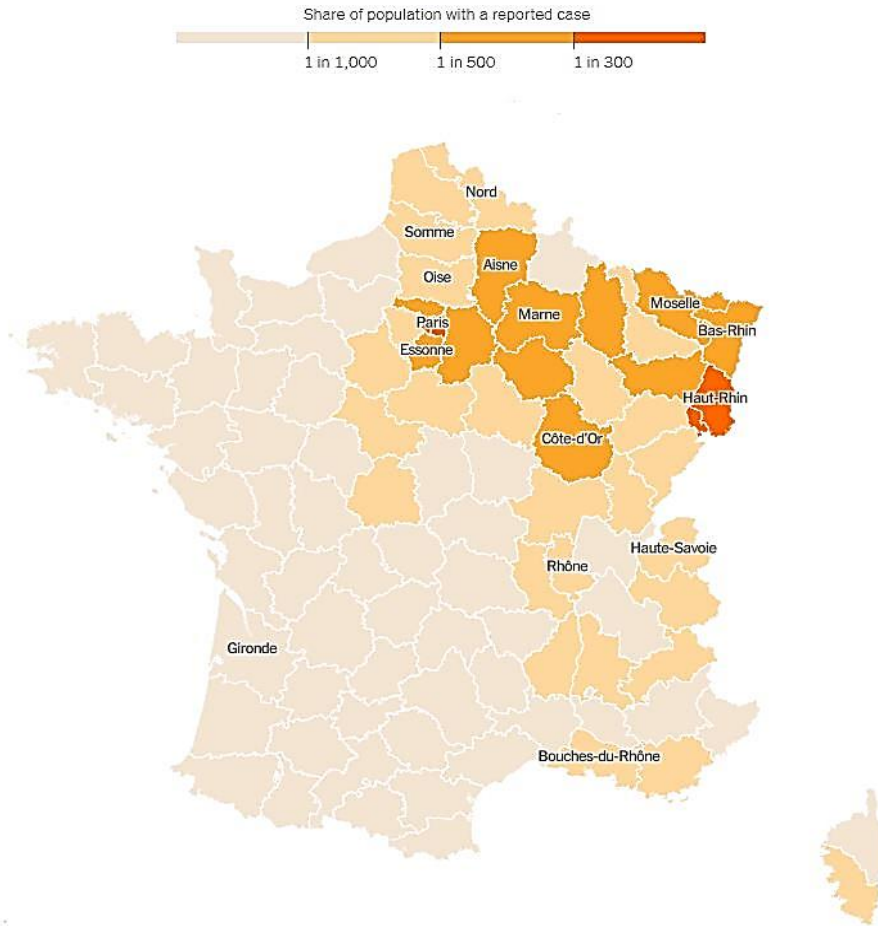 Share of population with a reported case
1 in 1,000 1 in 500 1 in 300
Nord
Somme
Aisne
Oise
Moselle
Marne
Paris
Bas-Rhin
Essonne
Haut-Rhin
Côte-d'Or
Haute-Savoie
Rhône
Gironde
Bouches-du-Rhône